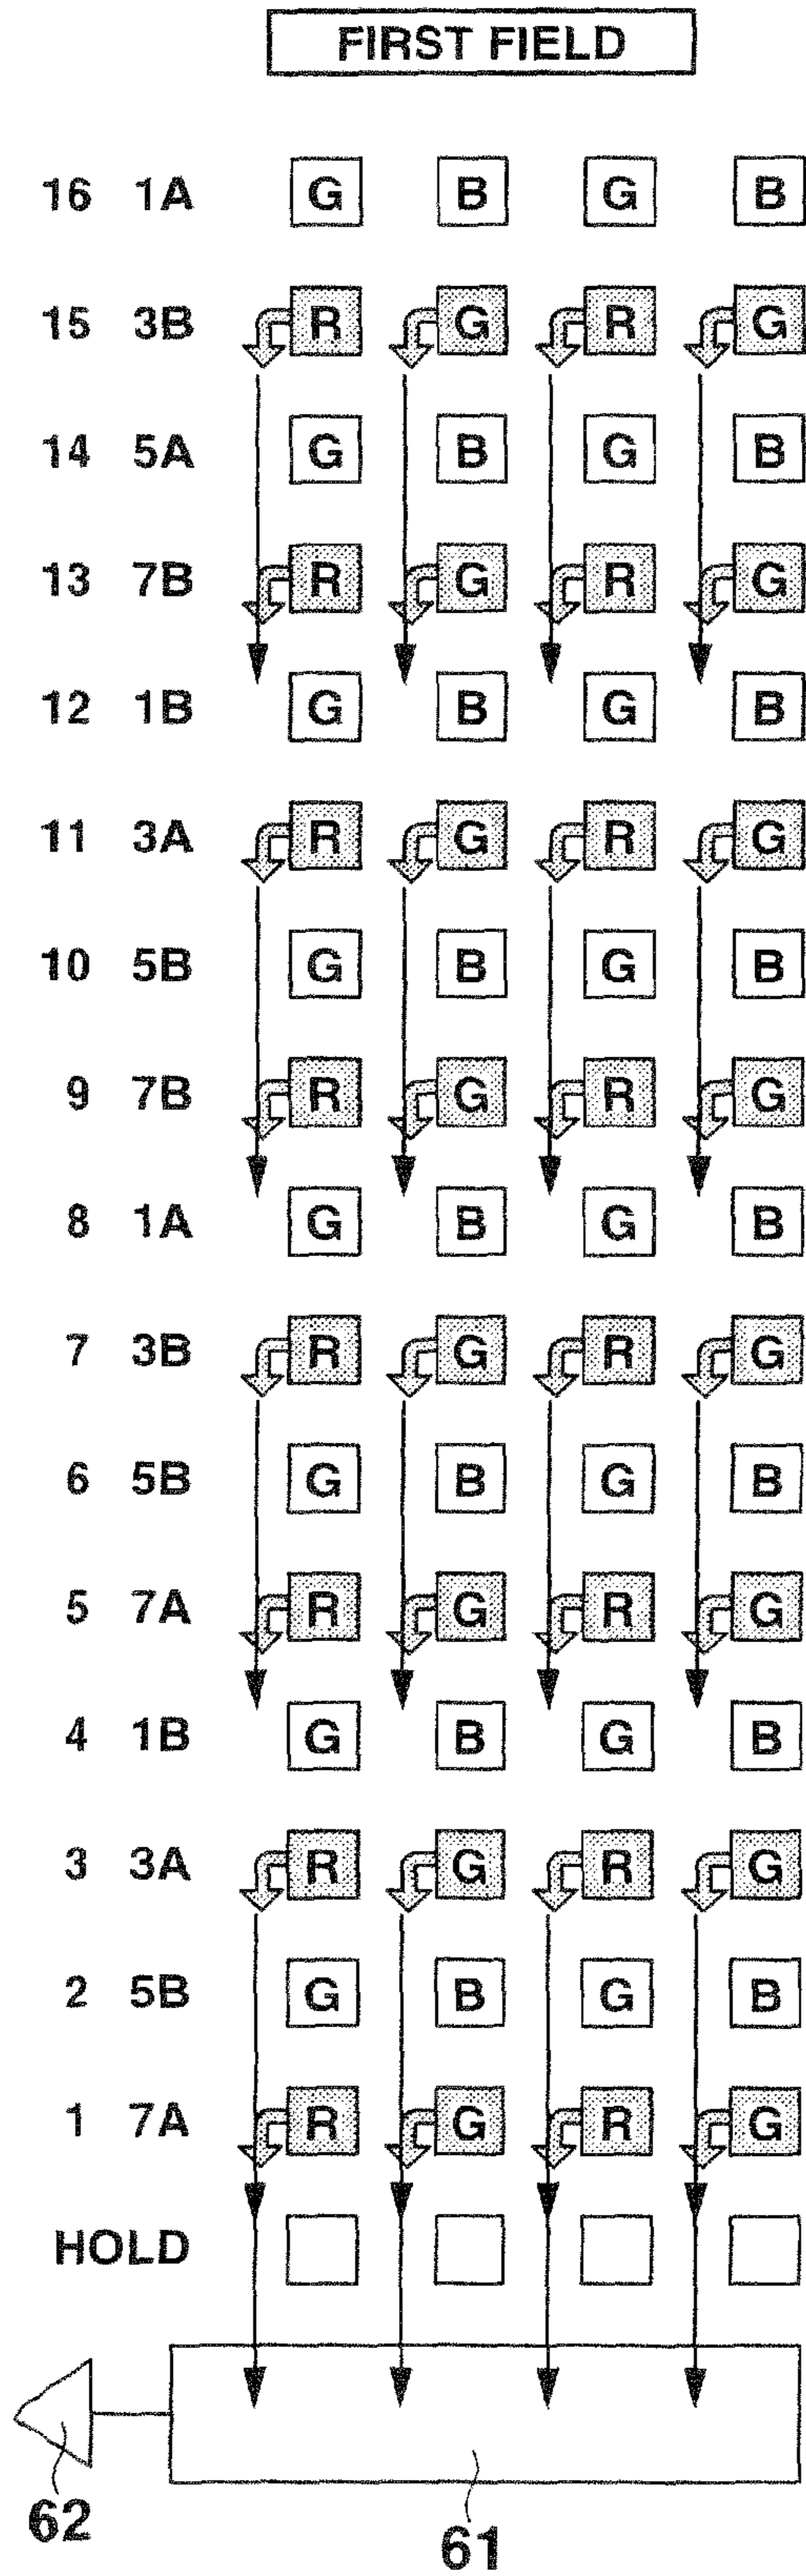 FIRST FIELD
16 1A G B G B
15 3B R G R G
14 5A G B G B
13 7B R G R G
12 1B G B G B
11 3A R G R G
10 5B G B G B
9 7B R G R G
8 1A G B G B
7 3B R G R G
6 5B G B G B
5 7A R G R G
4 1B G B G B
3 3A R G R G
2 5B G B G B
1 7A R G R G
HOLD
62
61